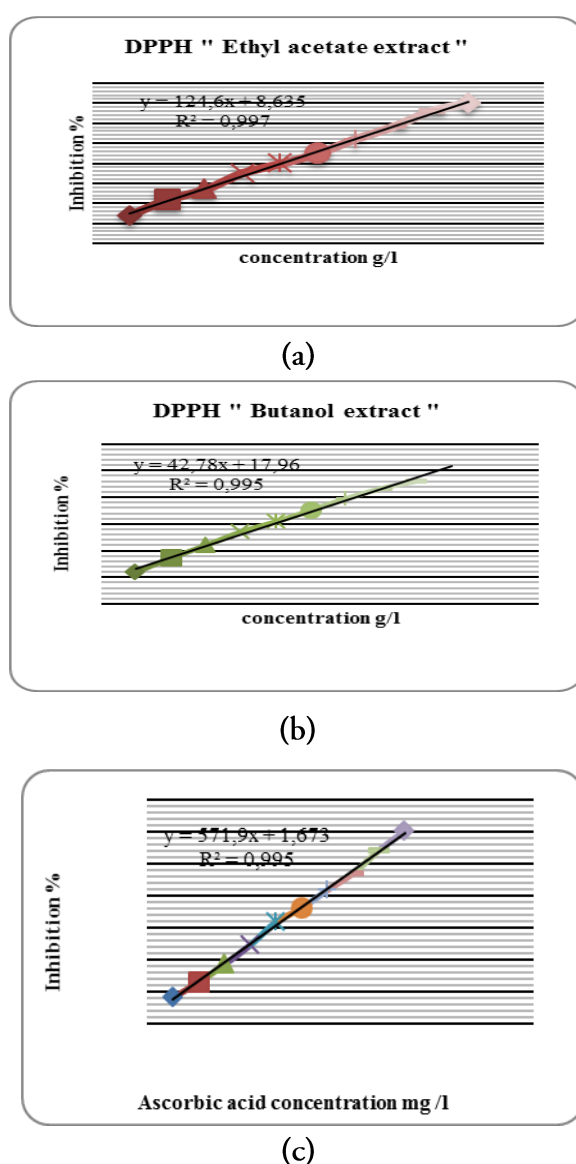 DPPH " Ethyl acetate extract "
y = 124,6x + 8,635
R² = 0,997
Inhibition %
concentration g/l
(a)
DPPH " Butanol extract "
y = 42,78x + 17,96
R² = 0,995
Inhibition %
concentration g/l
(b)
y = 571,9x + 1,673
R² = 0,995
Inhibition %
Ascorbic acid concentration mg /l
(c)